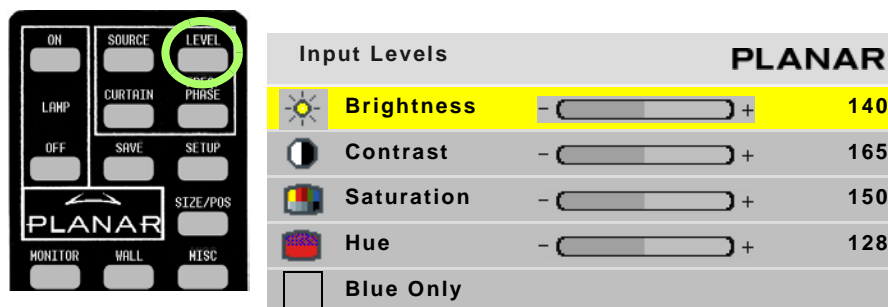 ON SOURCE LEVEL
FREQ
LAMP CURTAIN PHASE
OFF SAVE SETUP
SIZE/POS
PLANAR
MONITOR WALL MISC
Input Levels PLANAR
Brightness - + 140
Contrast - + 165
Saturation - + 150
Hue - + 128
Blue Only